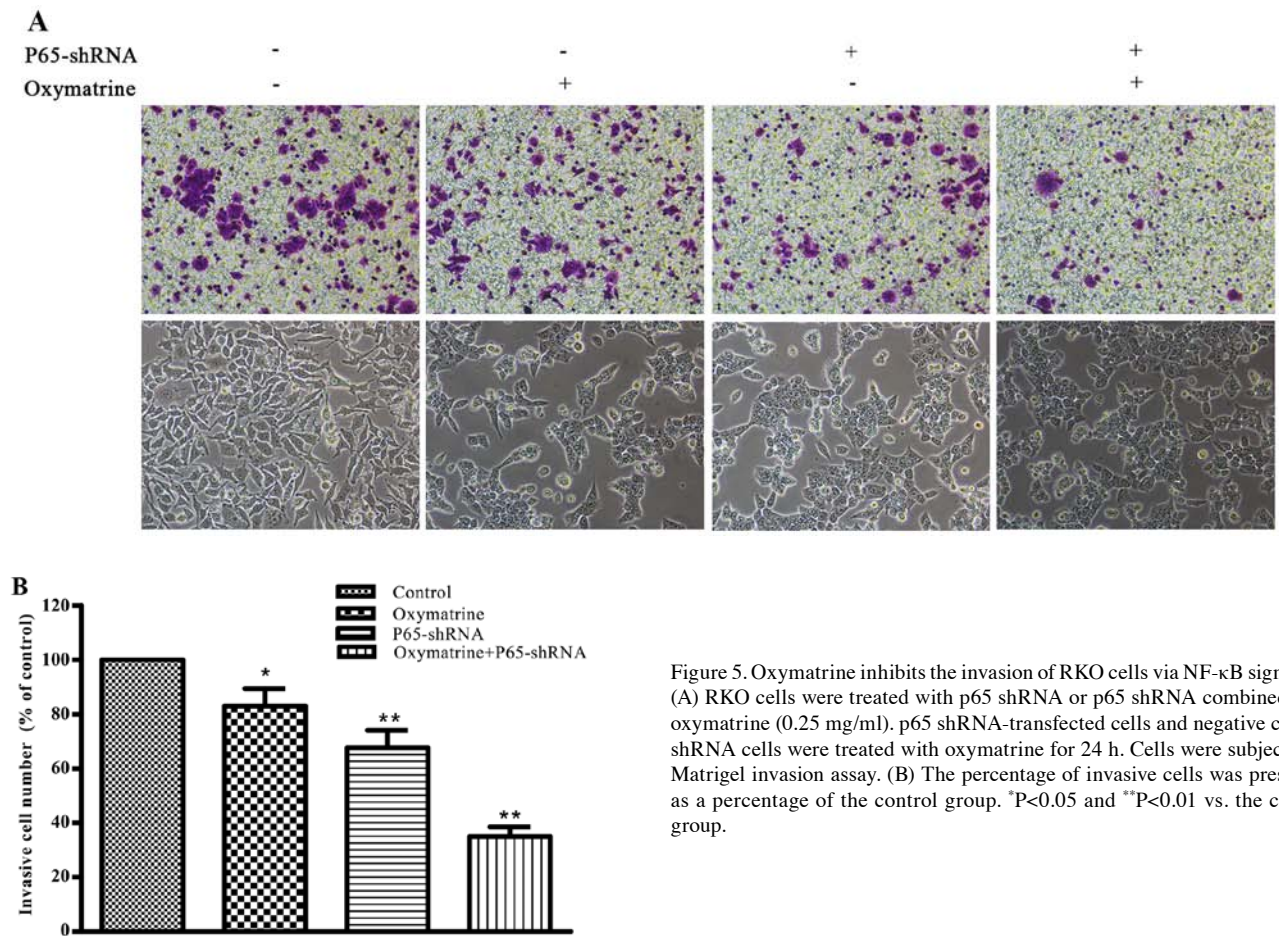 A
P65-shRNA - - + +
Oxymatrine - + - +
B
Invasive cell number (% of control)
120
100
80
60
40
20
0
Control
Oxymatrine
P65-shRNA
Oxymatrine+P65-shRNA
*
**
**
Figure 5. Oxymatrine inhibits the invasion of RKO cells via NF-κB sign
(A) RKO cells were treated with p65 shRNA or p65 shRNA combined
oxymatrine (0.25 mg/ml). p65 shRNA-transfected cells and negative c
shRNA cells were treated with oxymatrine for 24 h. Cells were subjec
Matrigel invasion assay. (B) The percentage of invasive cells was pres
as a percentage of the control group. *P<0.05 and **P<0.01 vs. the c
group.